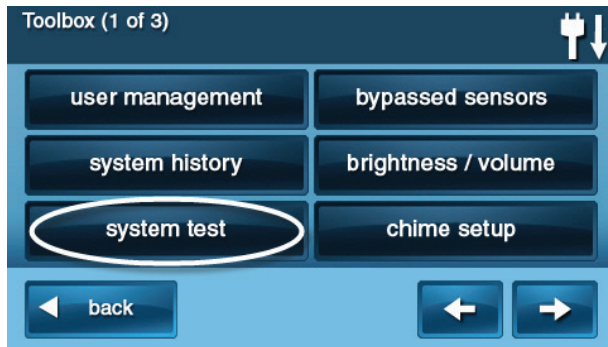 Toolbox (1 of 3)
user management
bypassed sensors
system history
brightness / volume
system test
chime setup
back